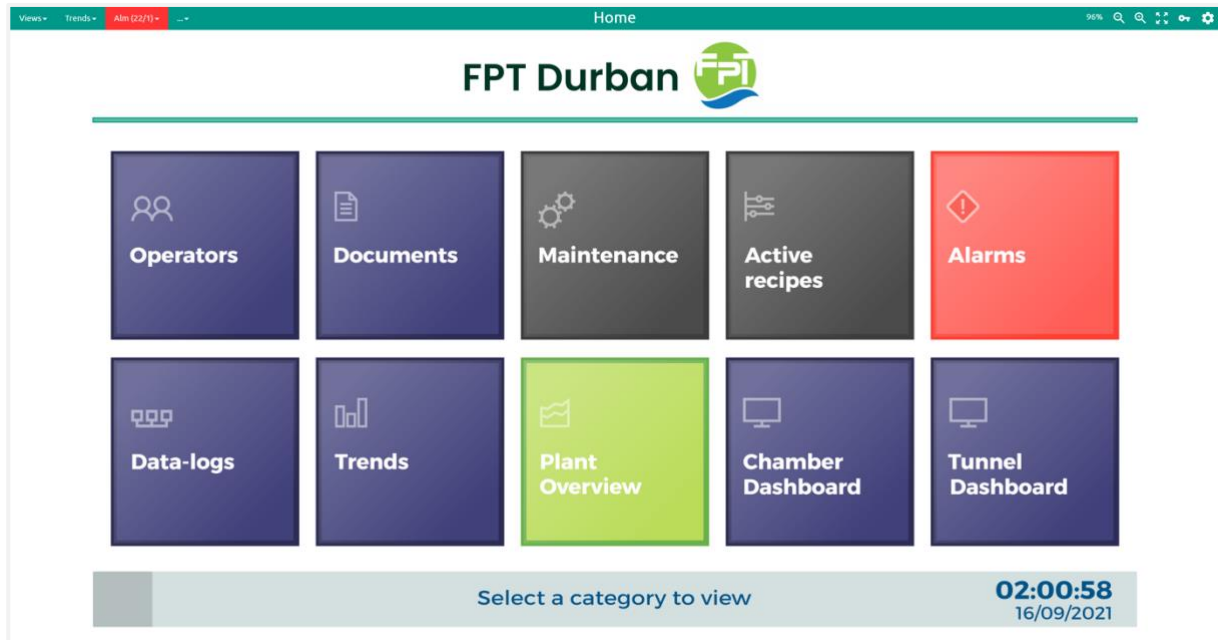 Views
Trends
Alm (22/1)
...
Home
96%
FPT Durban
FPT
Operators
Documents
Maintenance
Active
recipes
Alarms
Data-logs
Trends
Plant
Overview
Chamber
Dashboard
Tunnel
Dashboard
Select a category to view
02:00:58
16/09/2021